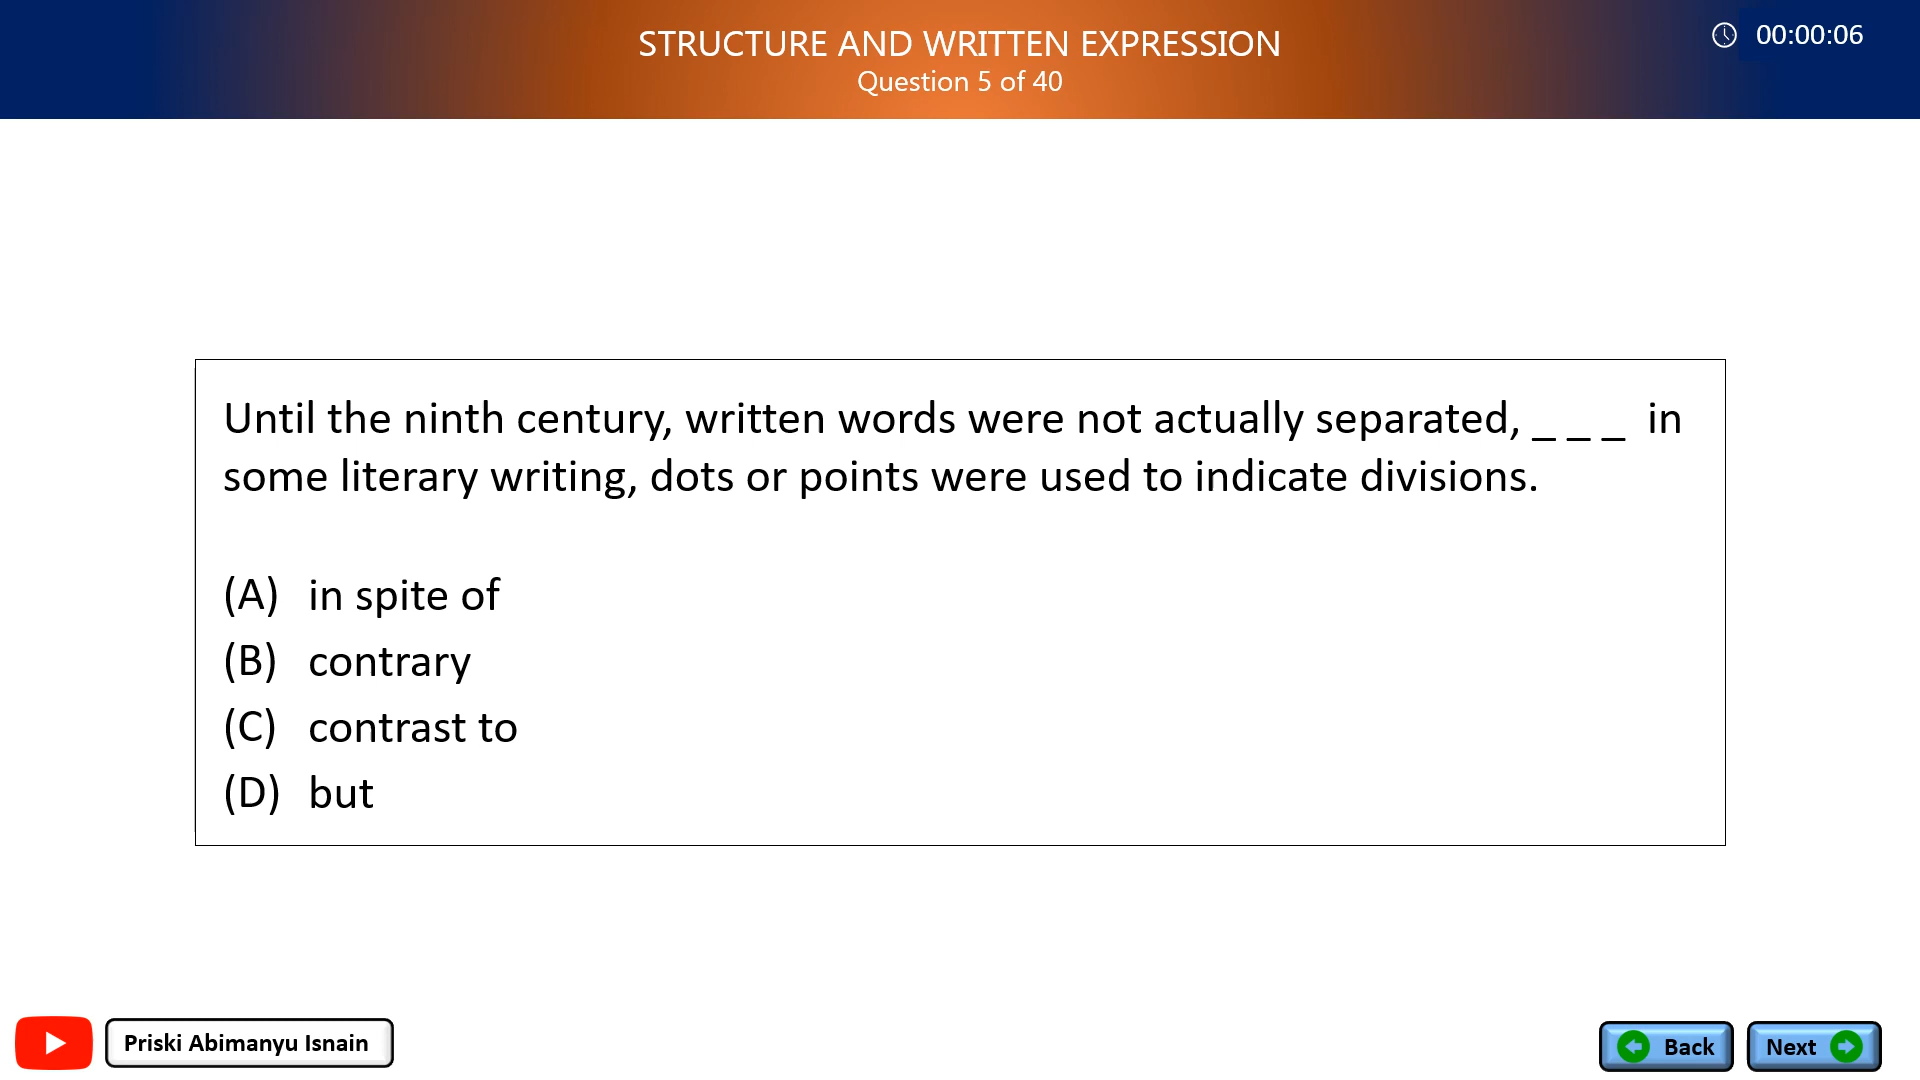 STRUCTURE AND WRITTEN EXPRESSION
Question 5 of 40
00:00:06
Until the ninth century, written words were not actually separated, _ _ _ in
some literary writing, dots or points were used to indicate divisions.
(A) in spite of
(B) contrary
(C) contrast to
(D) but
Priski Abimanyu Isnain
Back
Next